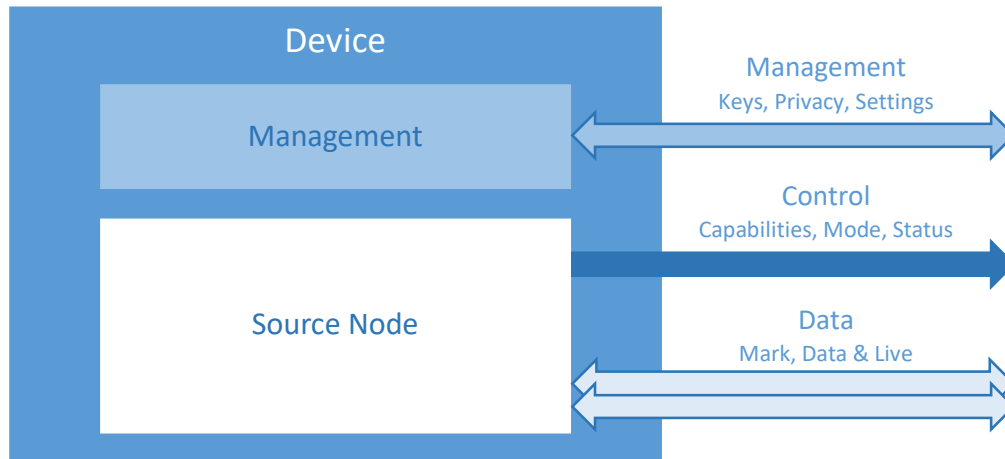 Device
Management
Source Node
Management
Keys, Privacy, Settings
Control
Capabilities, Mode, Status
Data
Mark, Data & Live